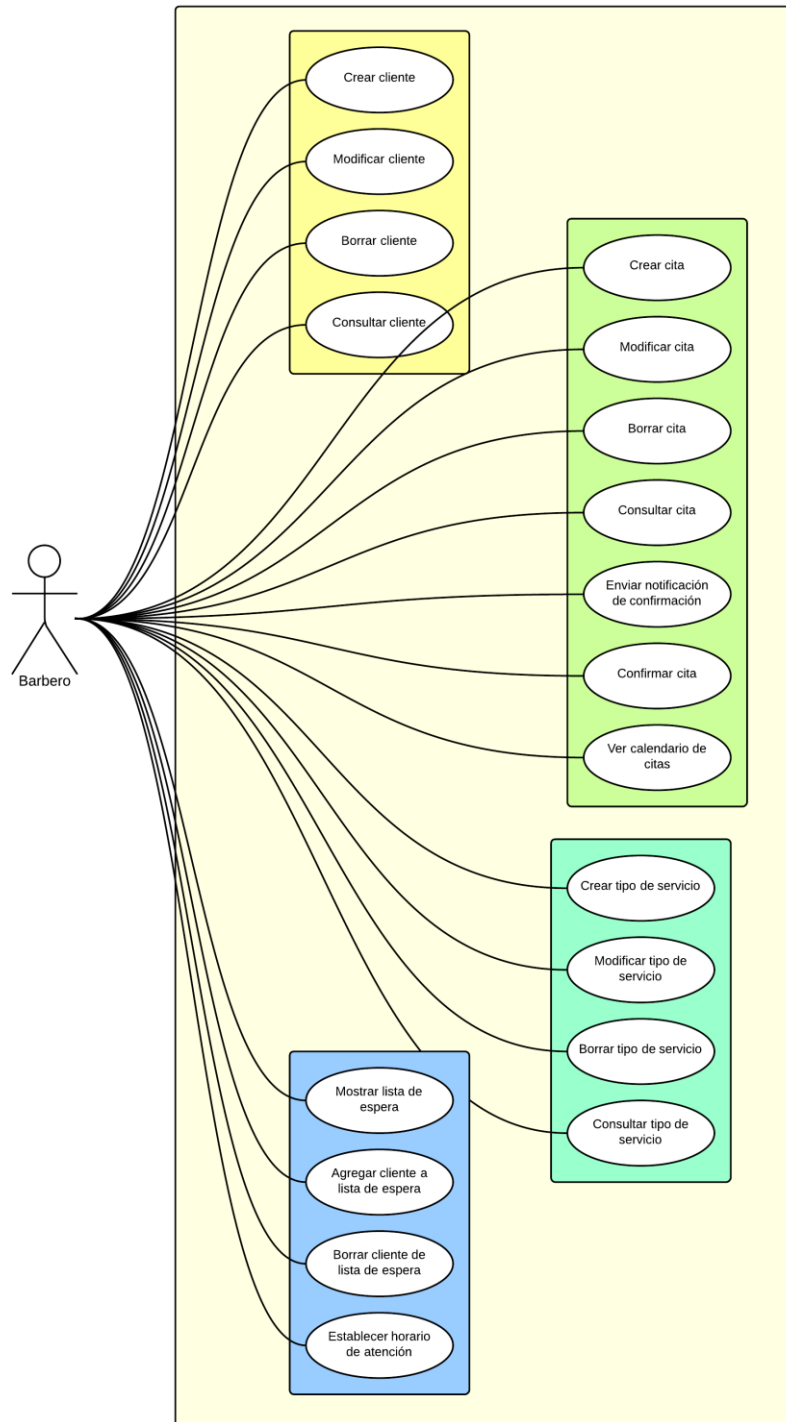 Crear cliente
Modificar cliente
Borrar cliente
Consultar cliente
Crear cita
Modificar cita
Borrar cita
Consultar cita
Enviar notificación
de confirmación
Confirmar cita
Ver calendario de
citas
Barbero
Crear tipo de servicio
Modificar tipo de
servicio
Borrar tipo de servicio
Consultar tipo de
servicio
Mostrar lista de
espera
Agregar cliente a
lista de espera
Borrar cliente de
lista de espera
Establecer horario
de atención